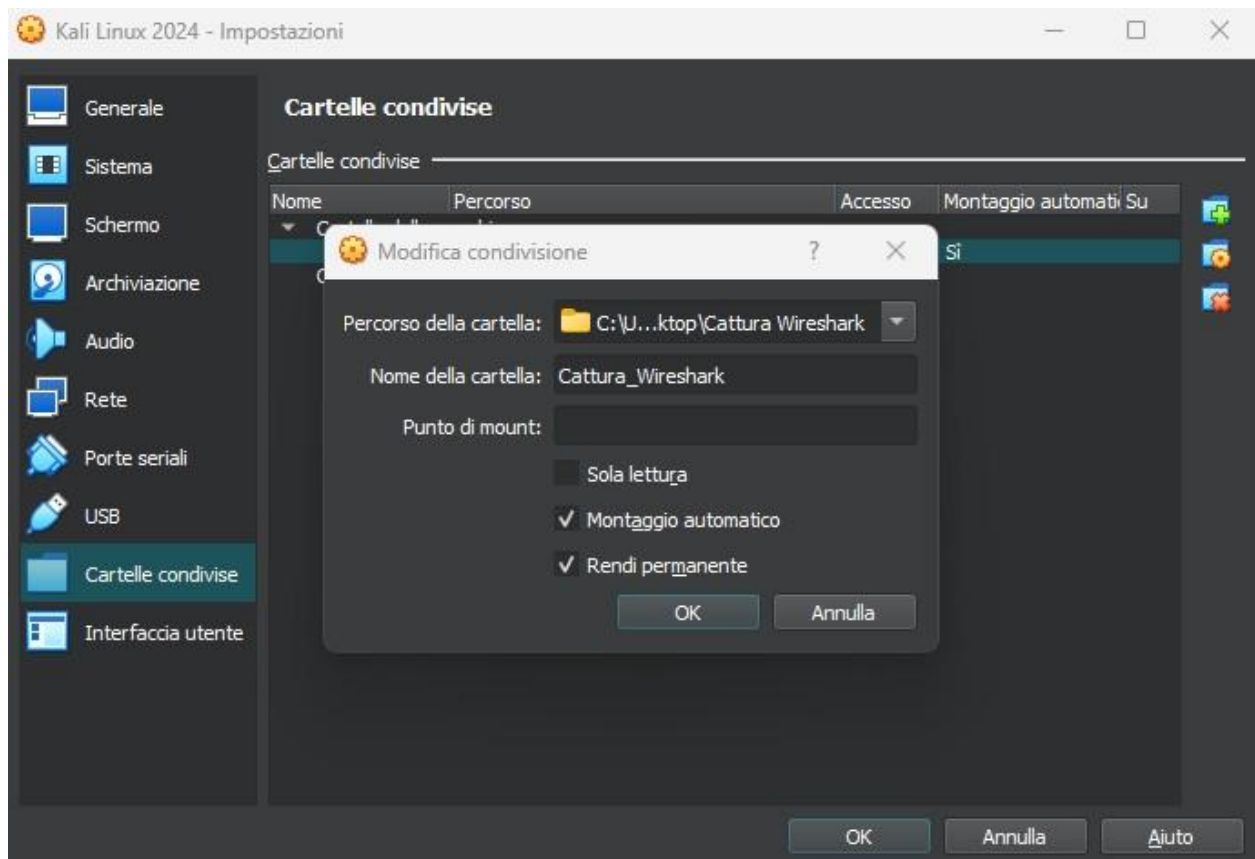 Kali Linux 2024 - Impostazioni
Generale
Sistema
Schermo
Archiviazione
Audio
Rete
Porte seriali
USB
Cartelle condivise
Interfaccia utente
Cartelle condivise
Cartelle condivise
Nome Percorso Accesso Montaggio automati Su
Sì
Modifica condivisione ?
Percorso della cartella: C:\U...ktop\Cattura Wireshark
Nome della cartella: Cattura_Wireshark
Punto di mount:
Sola lettura
Montaggio automatico
Rendi permanente
OK Annulla
OK Annulla Aiuto